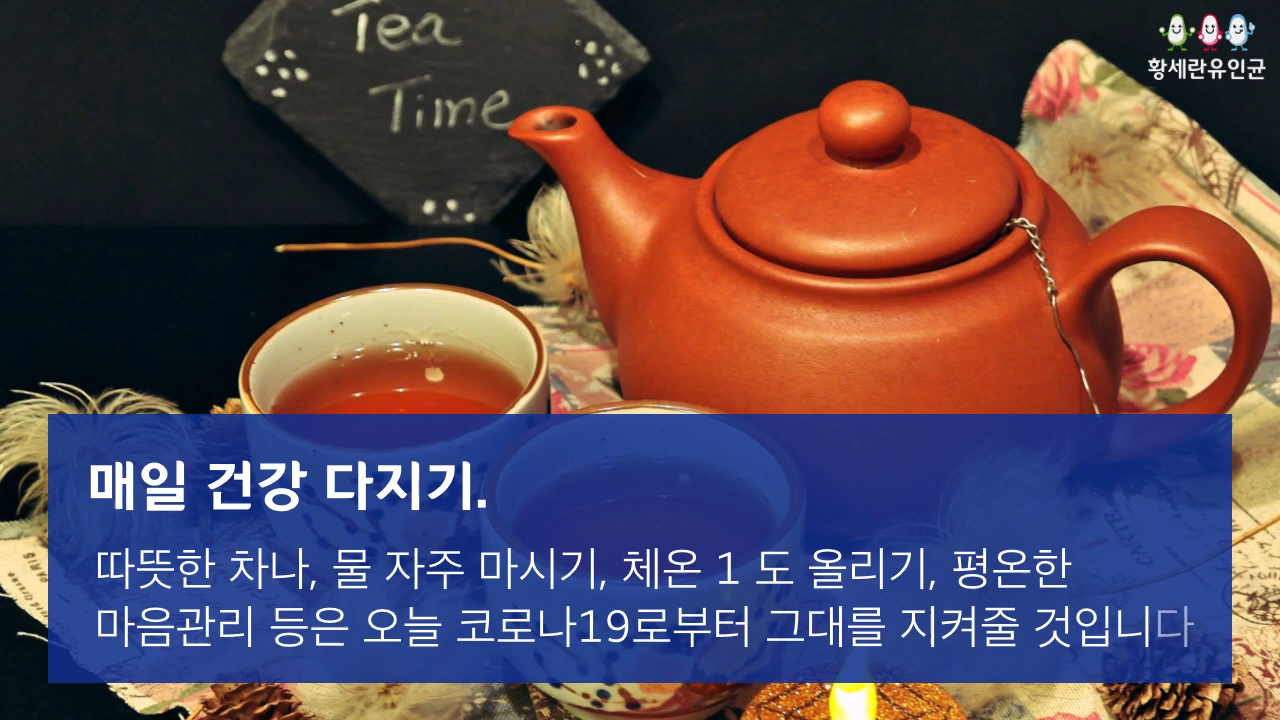 Tea
Time
황세란유인균
매일 건강 다지기.
따뜻한 차나, 물 자주 마시기, 체온 1 도 올리기, 평온한
마음관리 등은 오늘 코로나19로부터 그대를 지켜줄 것입니다
PARIS